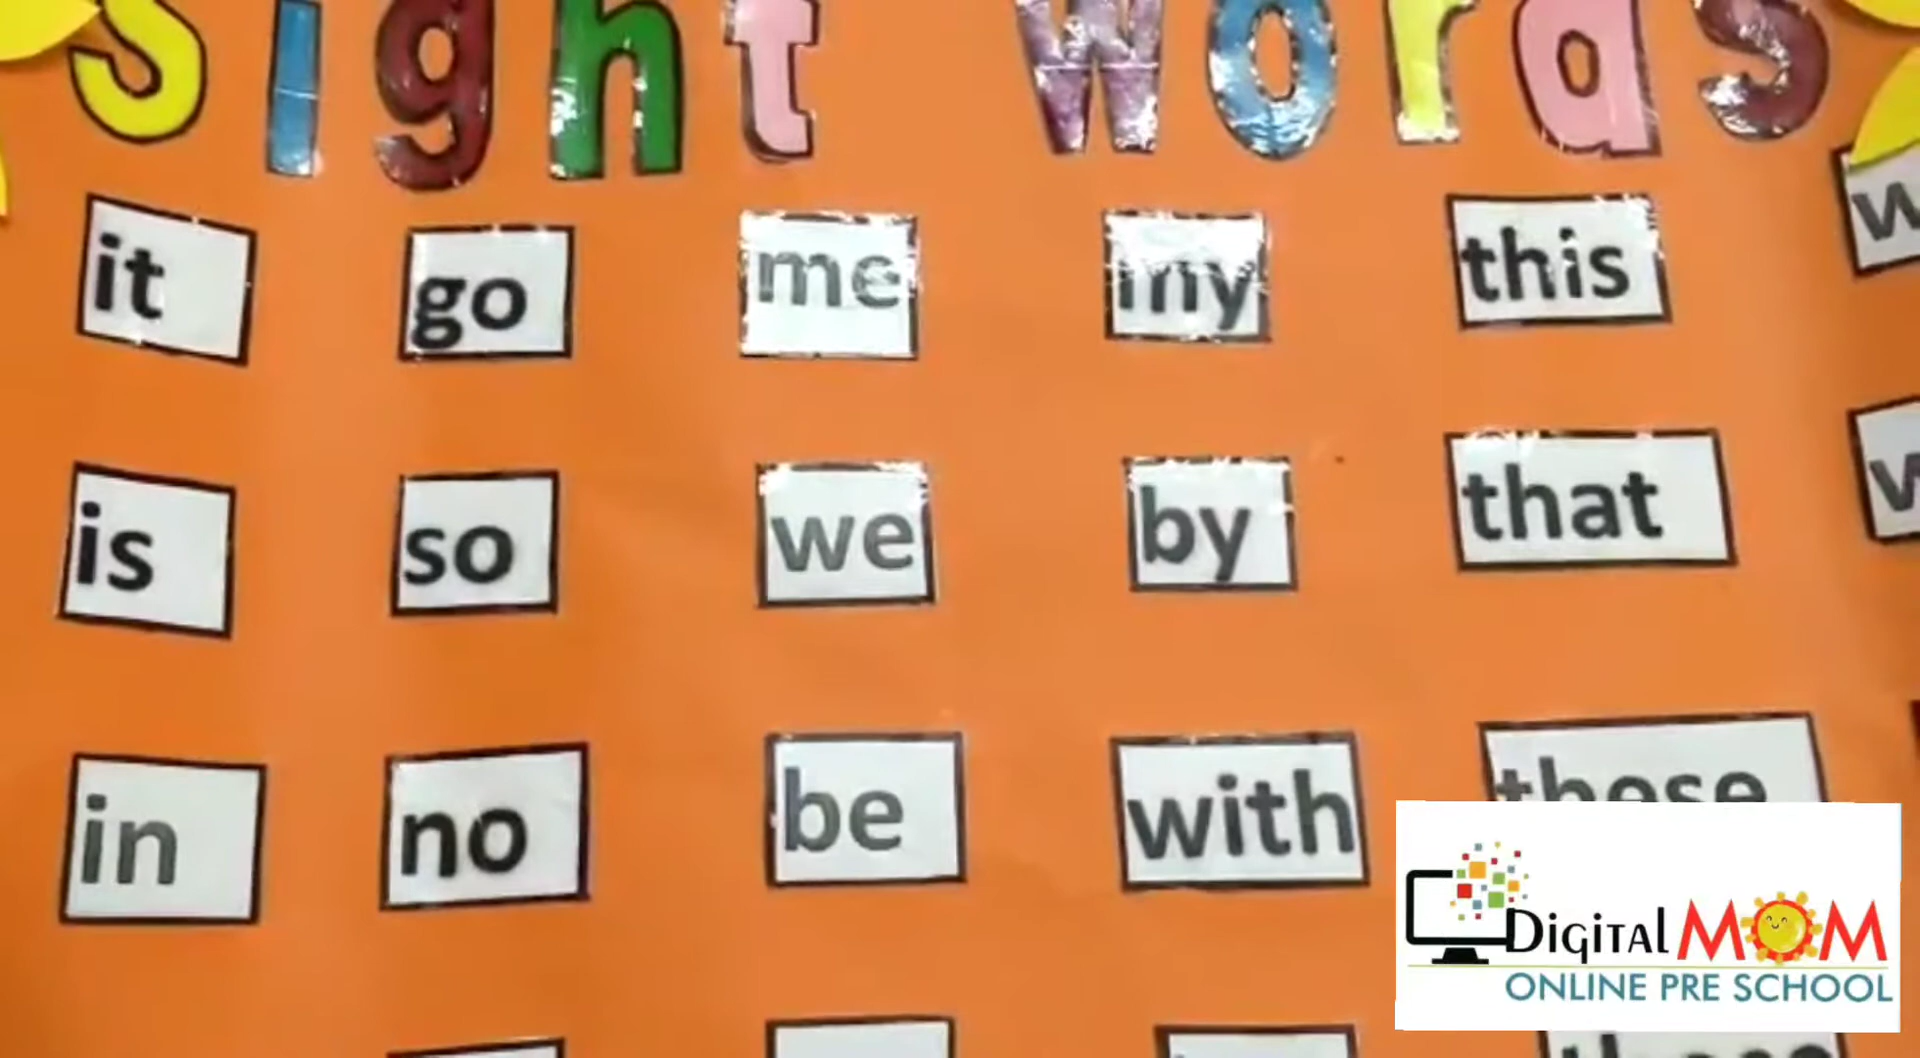 Sight words
it go me my this
is so we by that
in no be with these
Digital MOM
ONLINE PRE SCHOOL